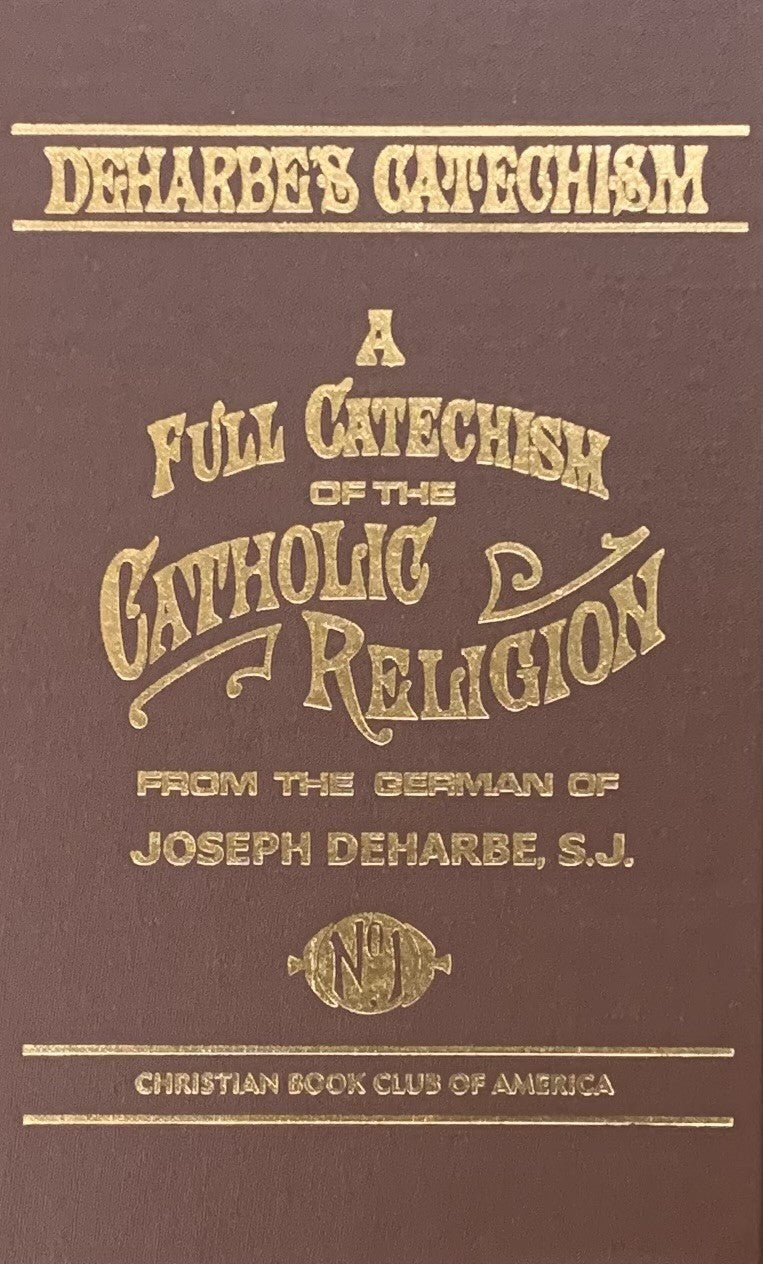 DEHARBE'S CATECHISM
A
FULL CATECHISM
OF THE
CATHOLIC
RELIGION
FROM THE GERMAN OF
JOSEPH DEHARBE, S.J.
No 1
CHRISTIAN BOOK CLUB OF AMERICA